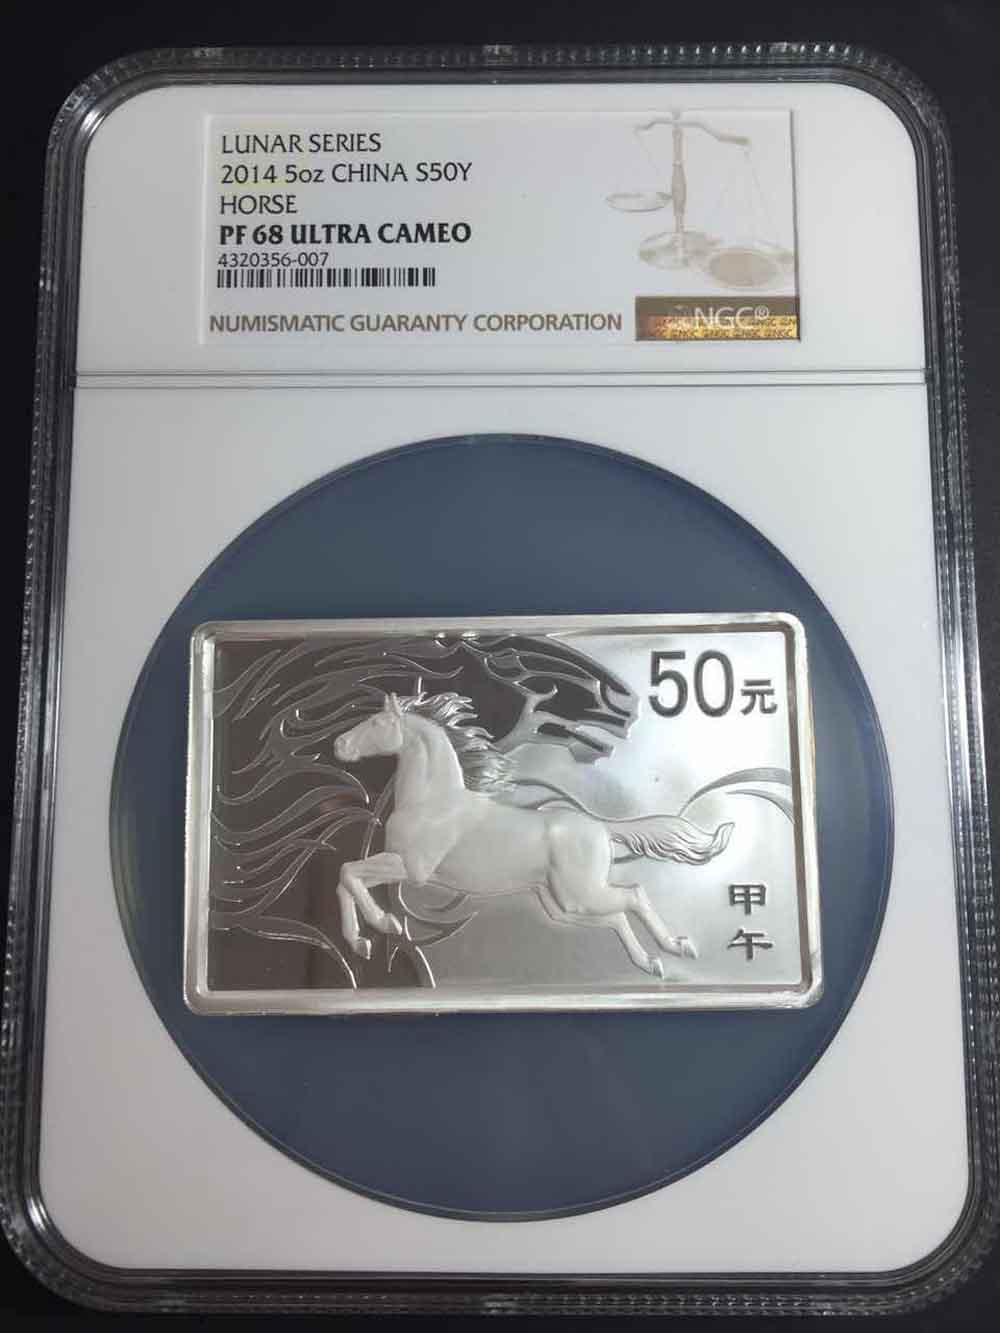 LUNAR SERIES
2014 5oz CHINA S50Y
HORSE
PF 68 ULTRA CAMEO
4320356-007
NUMISMATIC GUARANTY CORPORATION
NGC®
50元
甲
午